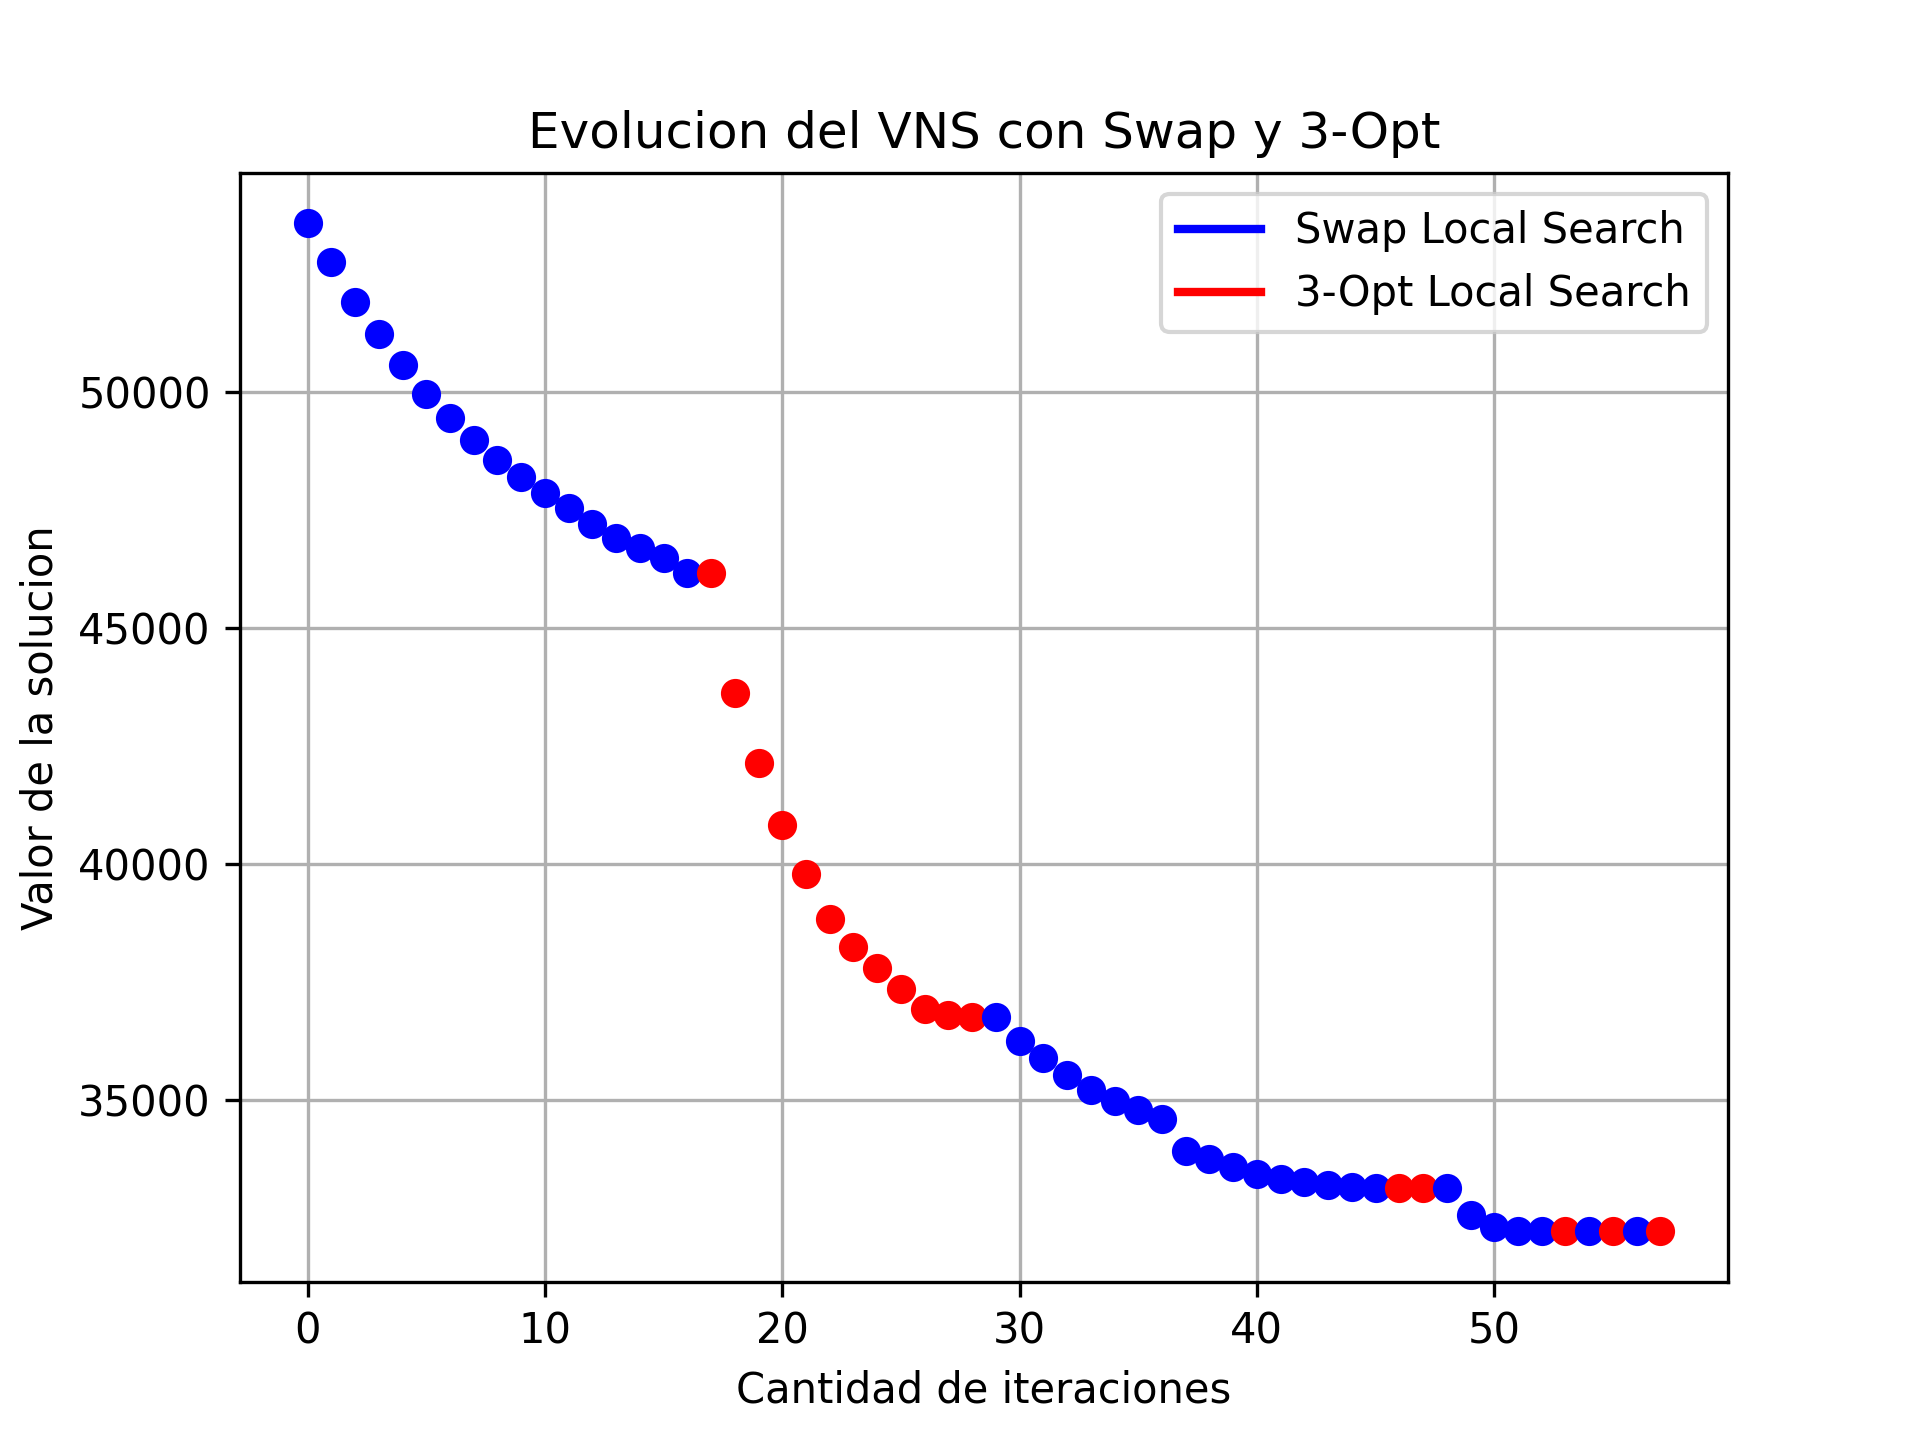 Evolucion del VNS con Swap y 3-Opt
Swap Local Search
3-Opt Local Search
Valor de la solucion
50000
45000
40000
35000
0 10 20 30 40 50
Cantidad de iteraciones